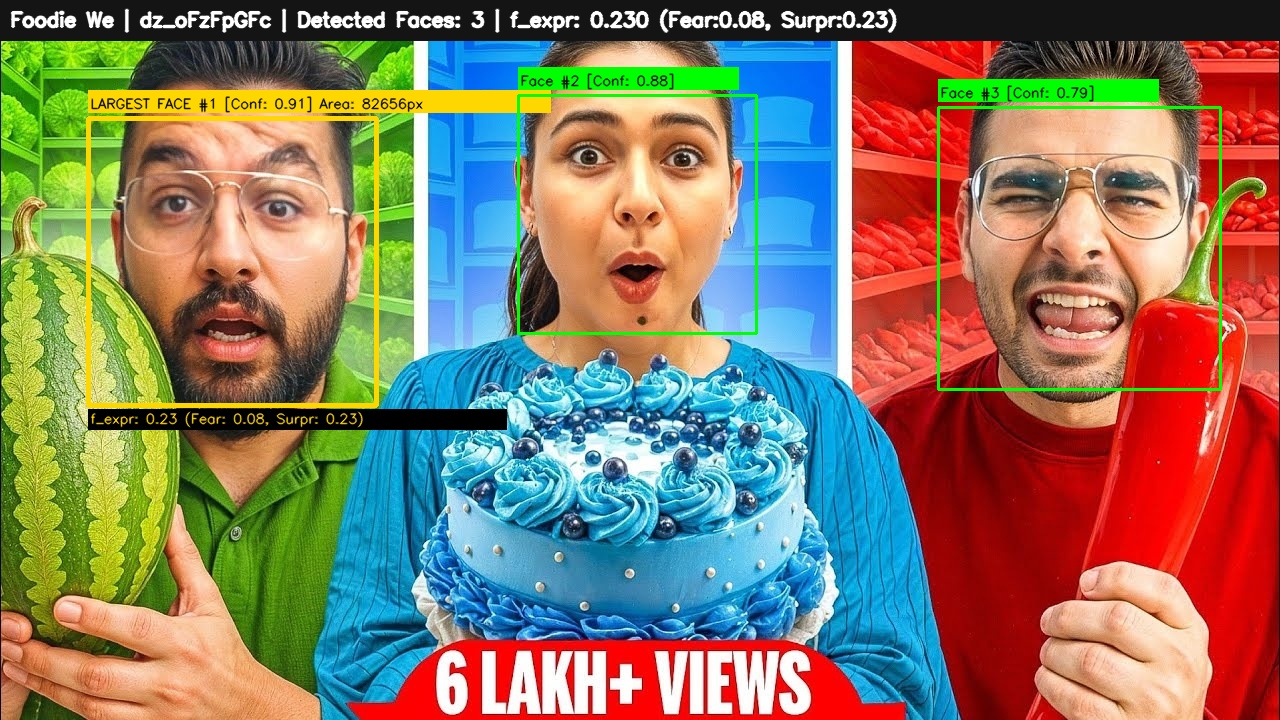 Foodie We | dz_oFzFpGFc | Detected Faces: 3 | f_expr: 0.230 (Fear:0.08, Surpr:0.23)
Face #2 [Conf: 0.88]
Face #3 [Conf: 0.79]
LARGEST FACE #1 [Conf: 0.91] Area: 82656px
f_expr: 0.23 (Fear: 0.08, Surpr: 0.23)
6 LAKH+ VIEWS